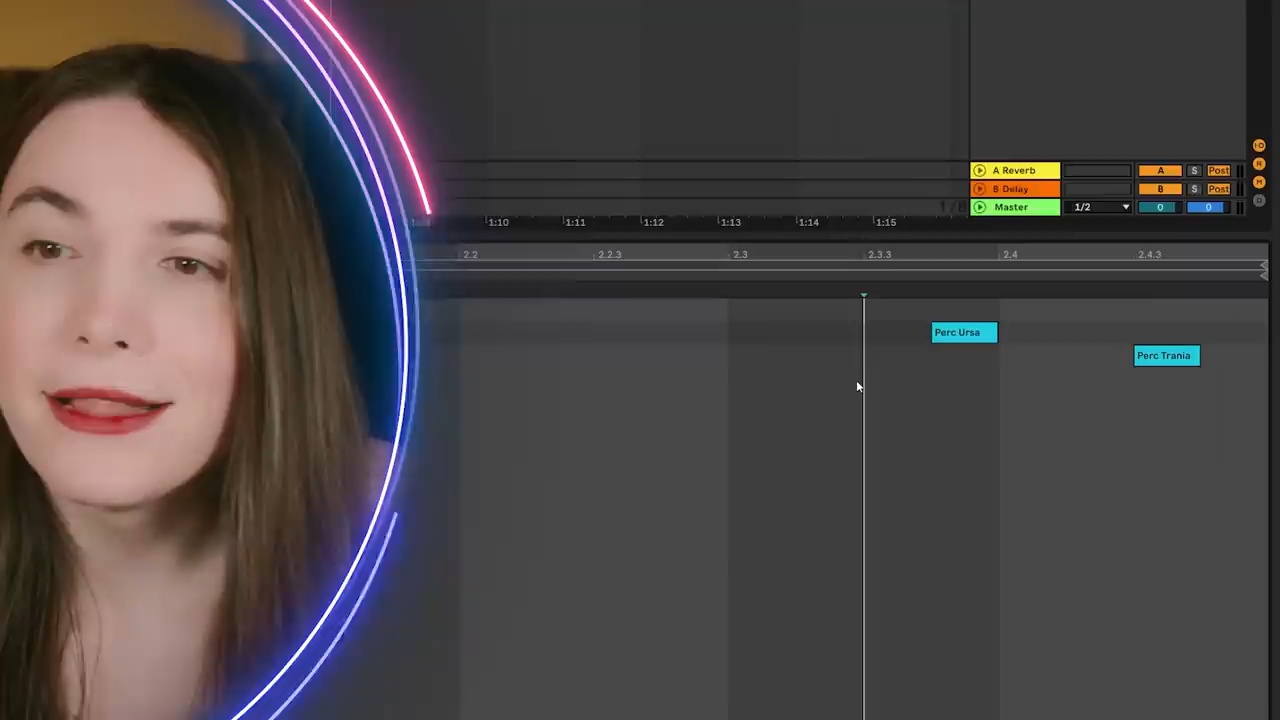 A Reverb A S Post
B Delay B S Post
1/8 Master 1/2 0 0
1:10 1:11 1:12 1:13 1:14 1:15
2.2 2.2.3 2.3 2.3.3 2.4 2.4.3
Perc Ursa
Perc Trania